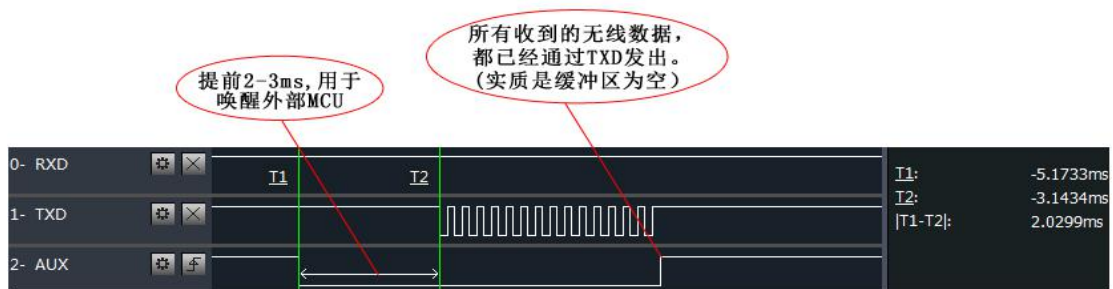 所有收到的无线数据，
都已经通过TXD发出。
(实质是缓冲区为空)
提前2-3ms,用于
唤醒外部MCU
0- RXD
T1
T2
T1: -5.1733ms
T2: -3.1434ms
1- TXD
|T1-T2|: 2.0299ms
2- AUX